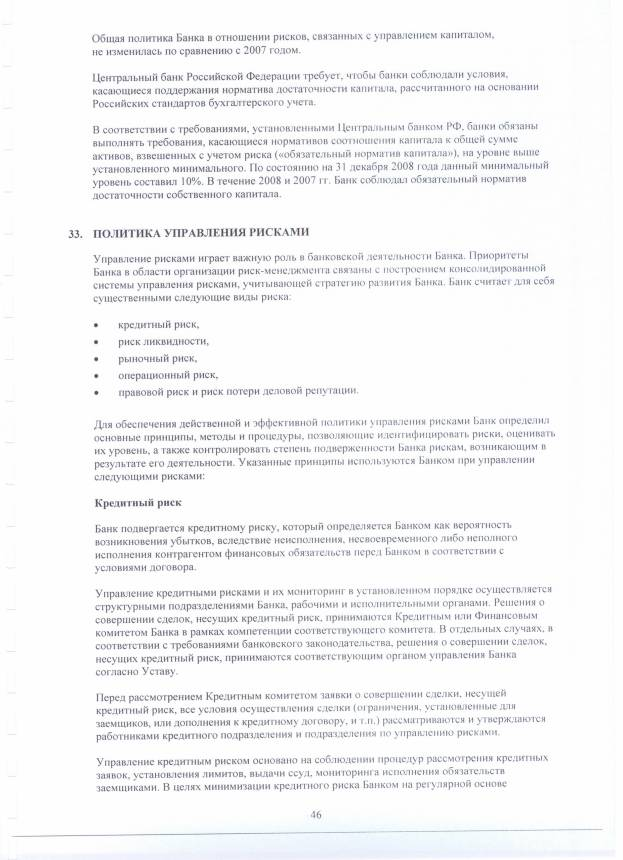 Общая политика Банка в отношении рисков, связанных с управлением капиталом,
не изменилась по сравнению с 2007 годом.
Центральный банк Российской Федерации требует, чтобы банки соблюдали условия,
касающиеся поддержания норматива достаточности капитала, рассчитанного на основании
Российских стандартов бухгалтерского учета.
В соответствии с требованиями, установленными Центральным банком РФ, банки обязаны
выполнять требования, касающиеся нормативов соотношения капитала к общей сумме
активов, взвешенных с учетом риска («обязательный норматив капитала»), на уровне выше
установленного минимального. По состоянию на 31 декабря 2008 года данный минимальный
уровень составил 10%. В течение 2008 и 2007 гг. Банк соблюдал обязательный норматив
достаточности собственного капитала.
33. ПОЛИТИКА УПРАВЛЕНИЯ РИСКАМИ
Управление рисками играет важную роль в банковской деятельности Банка. Приоритеты
Банка в области организации риск-менеджмента связаны с построением консолидированной
системы управления рисками, учитывающей стратегию развития Банка. Банк считает для себя
существенными следующие виды риска:
• кредитный риск,
• риск ликвидности,
• рыночный риск,
• операционный риск,
• правовой риск и риск потери деловой репутации.
Для обеспечения действенной и эффективной политики управления рисками Банк определил
основные принципы, методы и процедуры, позволяющие идентифицировать риски, оценивать
их уровень, а также контролировать степень подверженности Банка рискам, возникающим в
результате его деятельности. Указанные принципы используются Банком при управлении
следующими рисками:
Кредитный риск
Банк подвергается кредитному риску, который определяется Банком как вероятность
возникновения убытков, вследствие неисполнения, несвоевременного либо неполного
исполнения контрагентом финансовых обязательств перед Банком в соответствии с
условиями договора.
Управление кредитными рисками и их мониторинг в установленном порядке осуществляется
структурными подразделениями Банка, рабочими и исполнительными органами. Решения о
совершении сделок, несущих кредитный риск, принимаются Кредитным или Финансовым
комитетом Банка в рамках компетенции соответствующего комитета. В отдельных случаях, в
соответствии с требованиями банковского законодательства, решения о совершении сделок,
несущих кредитный риск, принимаются соответствующим органом управления Банка
согласно Уставу.
Перед рассмотрением Кредитным комитетом заявки о совершении сделки, несущей
кредитный риск, все условия осуществления сделки (ограничения, установленные для
заемщиков, или дополнения к кредитному договору, и т.п.) рассматриваются и утверждаются
работниками кредитного подразделения и подразделения по управлению рисками.
Управление кредитным риском основано на соблюдении процедур рассмотрения кредитных
заявок, установления лимитов, выдачи ссуд, мониторинга исполнения обязательств
заемщиками. В целях минимизации кредитного риска Банком на регулярной основе
46